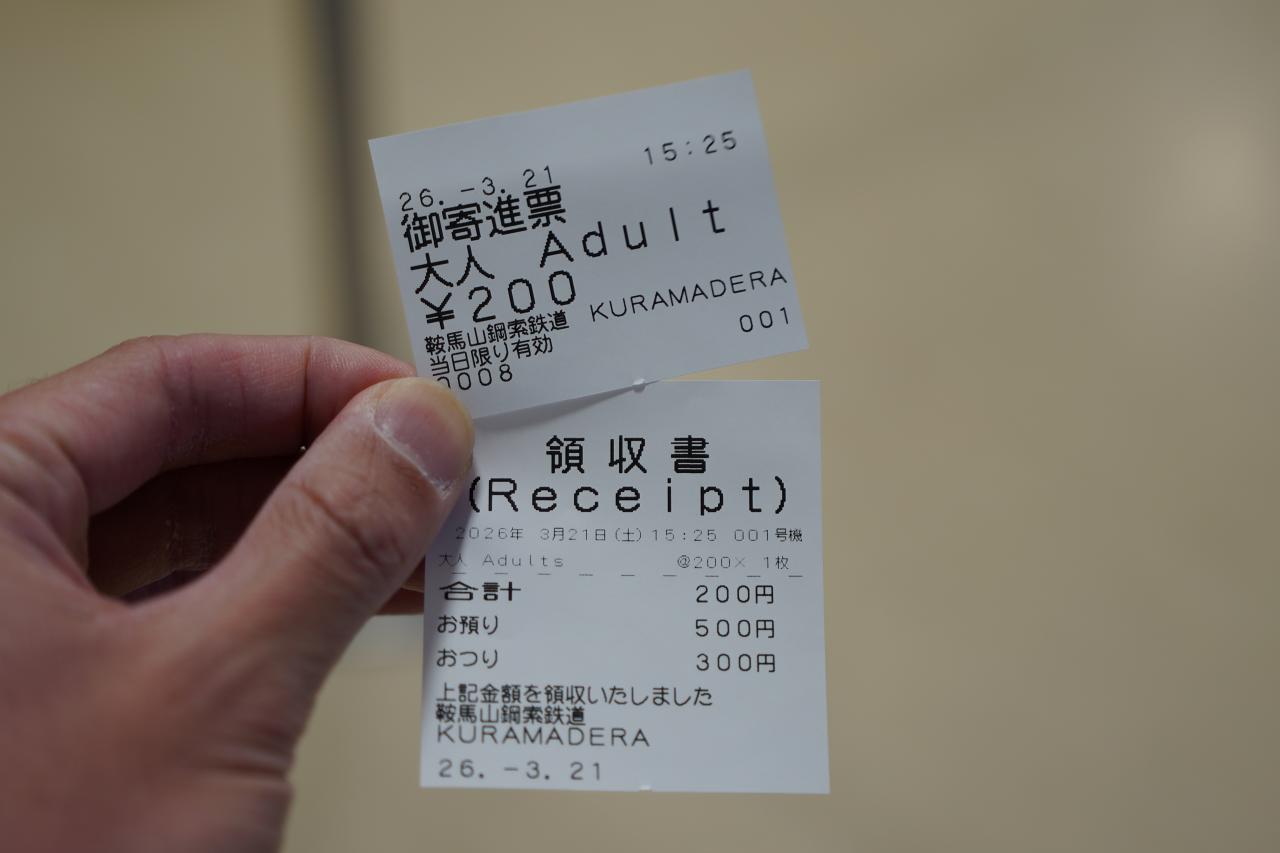 26.-3.21 15:25
御寄進票
大人 Adult
¥200 KURAMADERA
鞍馬山鋼索鉄道 001
当日限り有効
0008
領収書
(Receipt)
2026年 3月21日(土)15:25 001号機
大人 Adults @200× 1枚
合計 200円
お預り 500円
おつり 300円
上記金額を領収いたしました
鞍馬山鋼索鉄道
KURAMADERA
26.-3.21